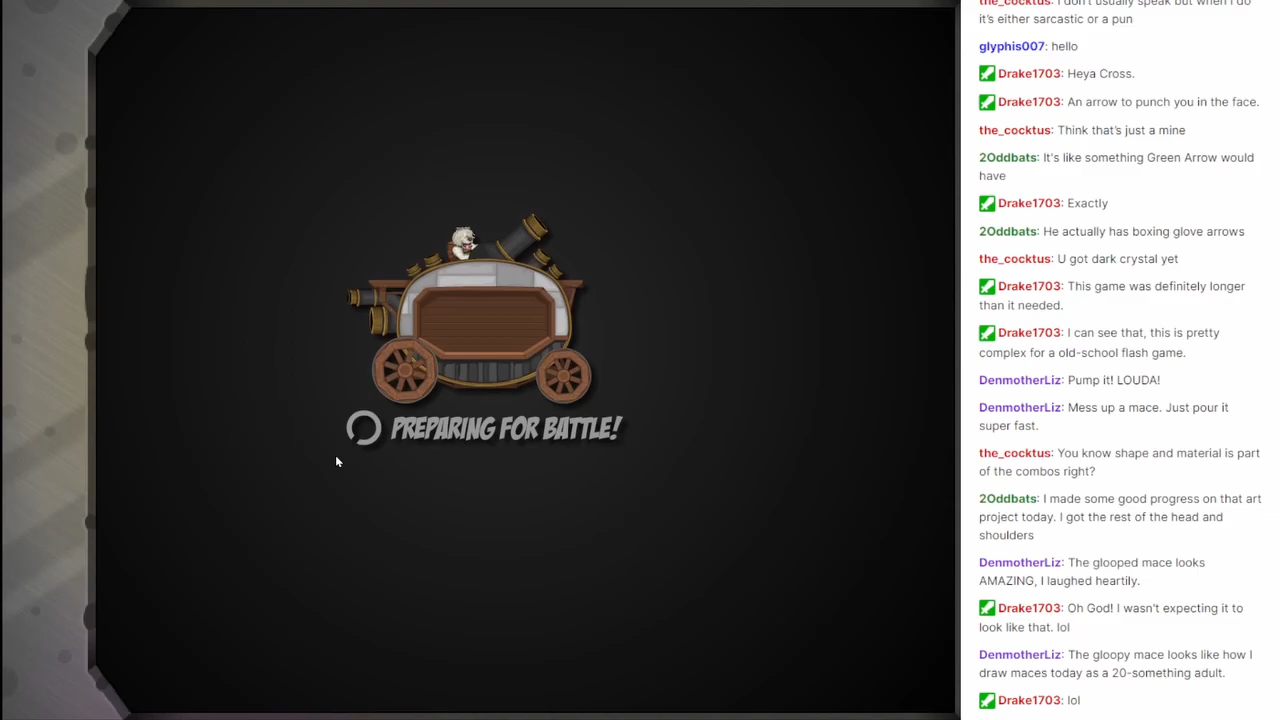 PREPARING FOR BATTLE!
the_cocktus: I don't usually speak but when I do
it's either sarcastic or a pun
glyphis007: hello
Drake1703: Heya Cross.
Drake1703: An arrow to punch you in the face.
the_cocktus: Think that's just a mine
2Oddbats: It's like something Green Arrow would
have
Drake1703: Exactly
2Oddbats: He actually has boxing glove arrows
the_cocktus: U got dark crystal yet
Drake1703: This game was definitely longer
than it needed.
Drake1703: I can see that, this is pretty
complex for a old-school flash game.
DenmotherLiz: Pump it! LOUDA!
DenmotherLiz: Mess up a mace. Just pour it
super fast.
the_cocktus: You know shape and material is part
of the combos right?
2Oddbats: I made some good progress on that art
project today. I got the rest of the head and
shoulders
DenmotherLiz: The glooped mace looks
AMAZING, I laughed heartily.
Drake1703: Oh God! I wasn't expecting it to
look like that. lol
DenmotherLiz: The gloopy mace looks like how I
draw maces today as a 20-something adult.
Drake1703: lol